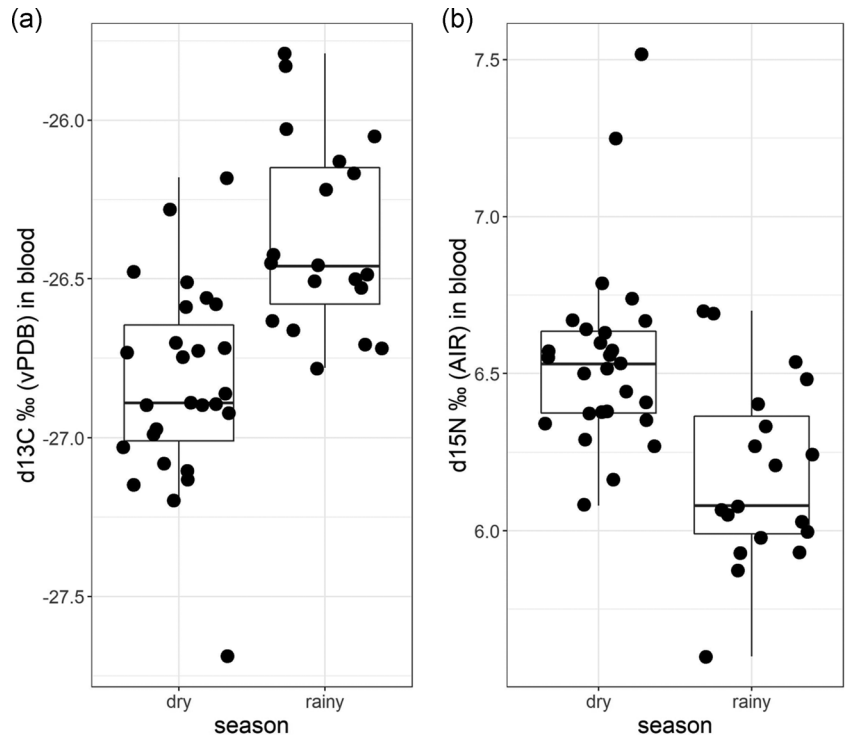 (a)
d13C ‰ (vPDB) in blood
-26.0
-26.5
-27.0
-27.5
dry rainy
season
(b)
d15N ‰ (AIR) in blood
7.5
7.0
6.5
6.0
dry rainy
season